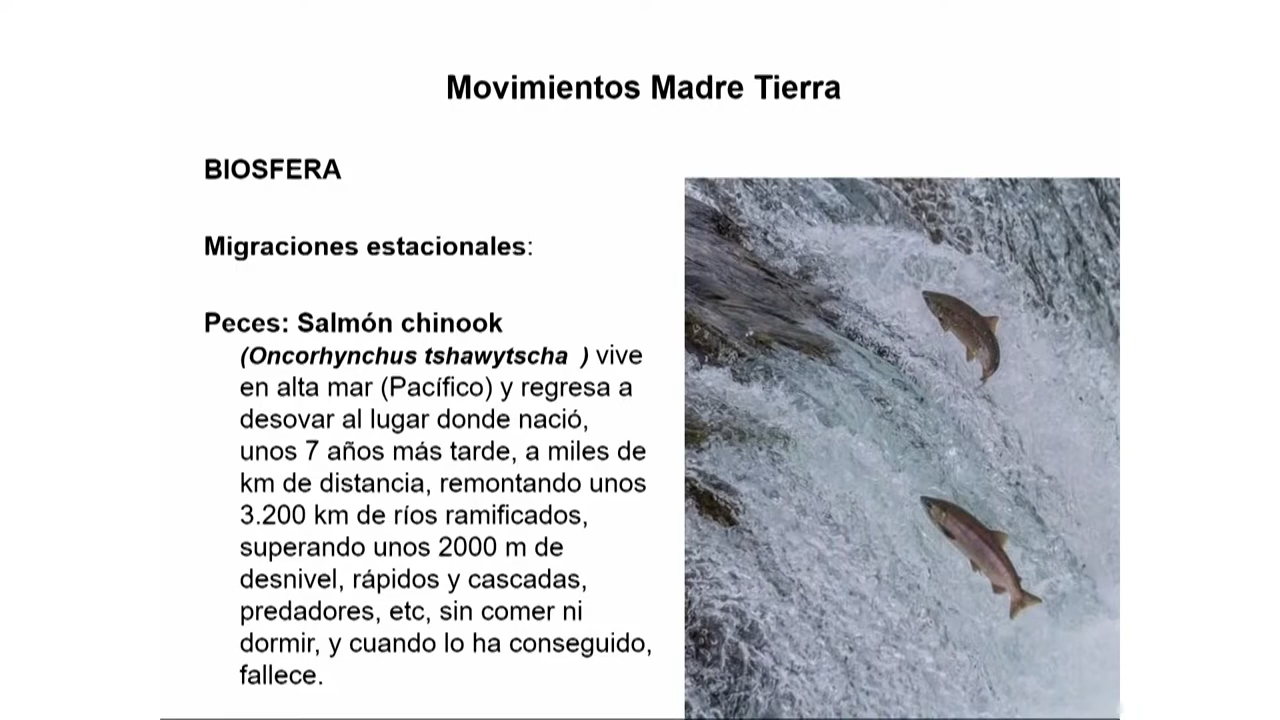 Movimientos Madre Tierra
BIOSFERA
Migraciones estacionales:
Peces: Salmón chinook
(Oncorhynchus tshawytscha ) vive
en alta mar (Pacífico) y regresa a
desovar al lugar donde nació,
unos 7 años más tarde, a miles de
km de distancia, remontando unos
3.200 km de ríos ramificados,
superando unos 2000 m de
desnivel, rápidos y cascadas,
predadores, etc, sin comer ni
dormir, y cuando lo ha conseguido,
fallece.